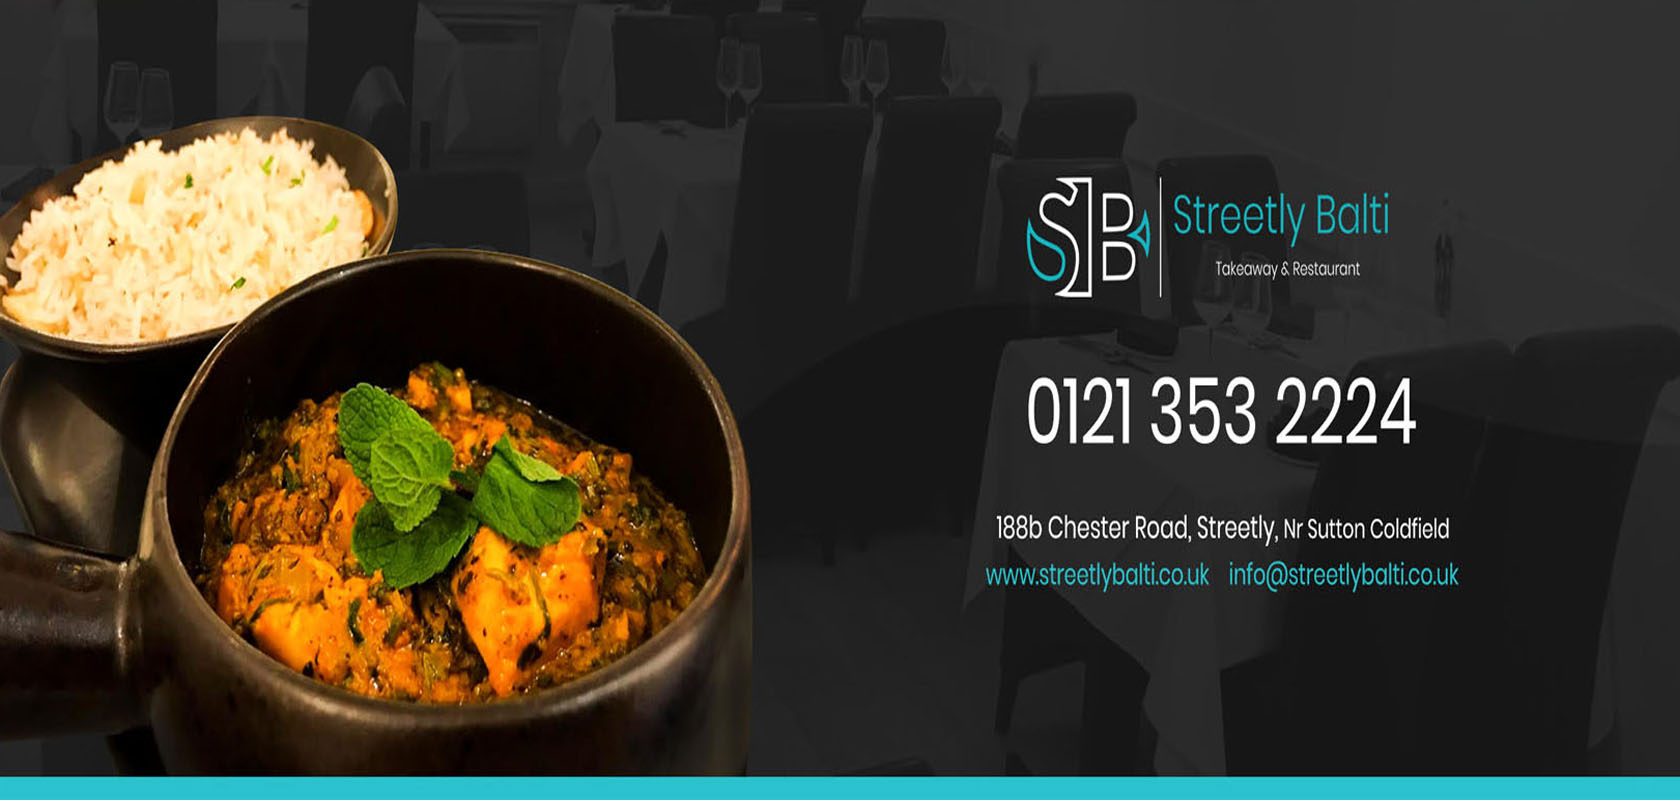 SB
Streetly Balti
Takeaway & Restaurant
0121 353 2224
188b Chester Road, Streetly, Nr Sutton Coldfield
www.streetlybalti.co.uk info@streetlybalti.co.uk